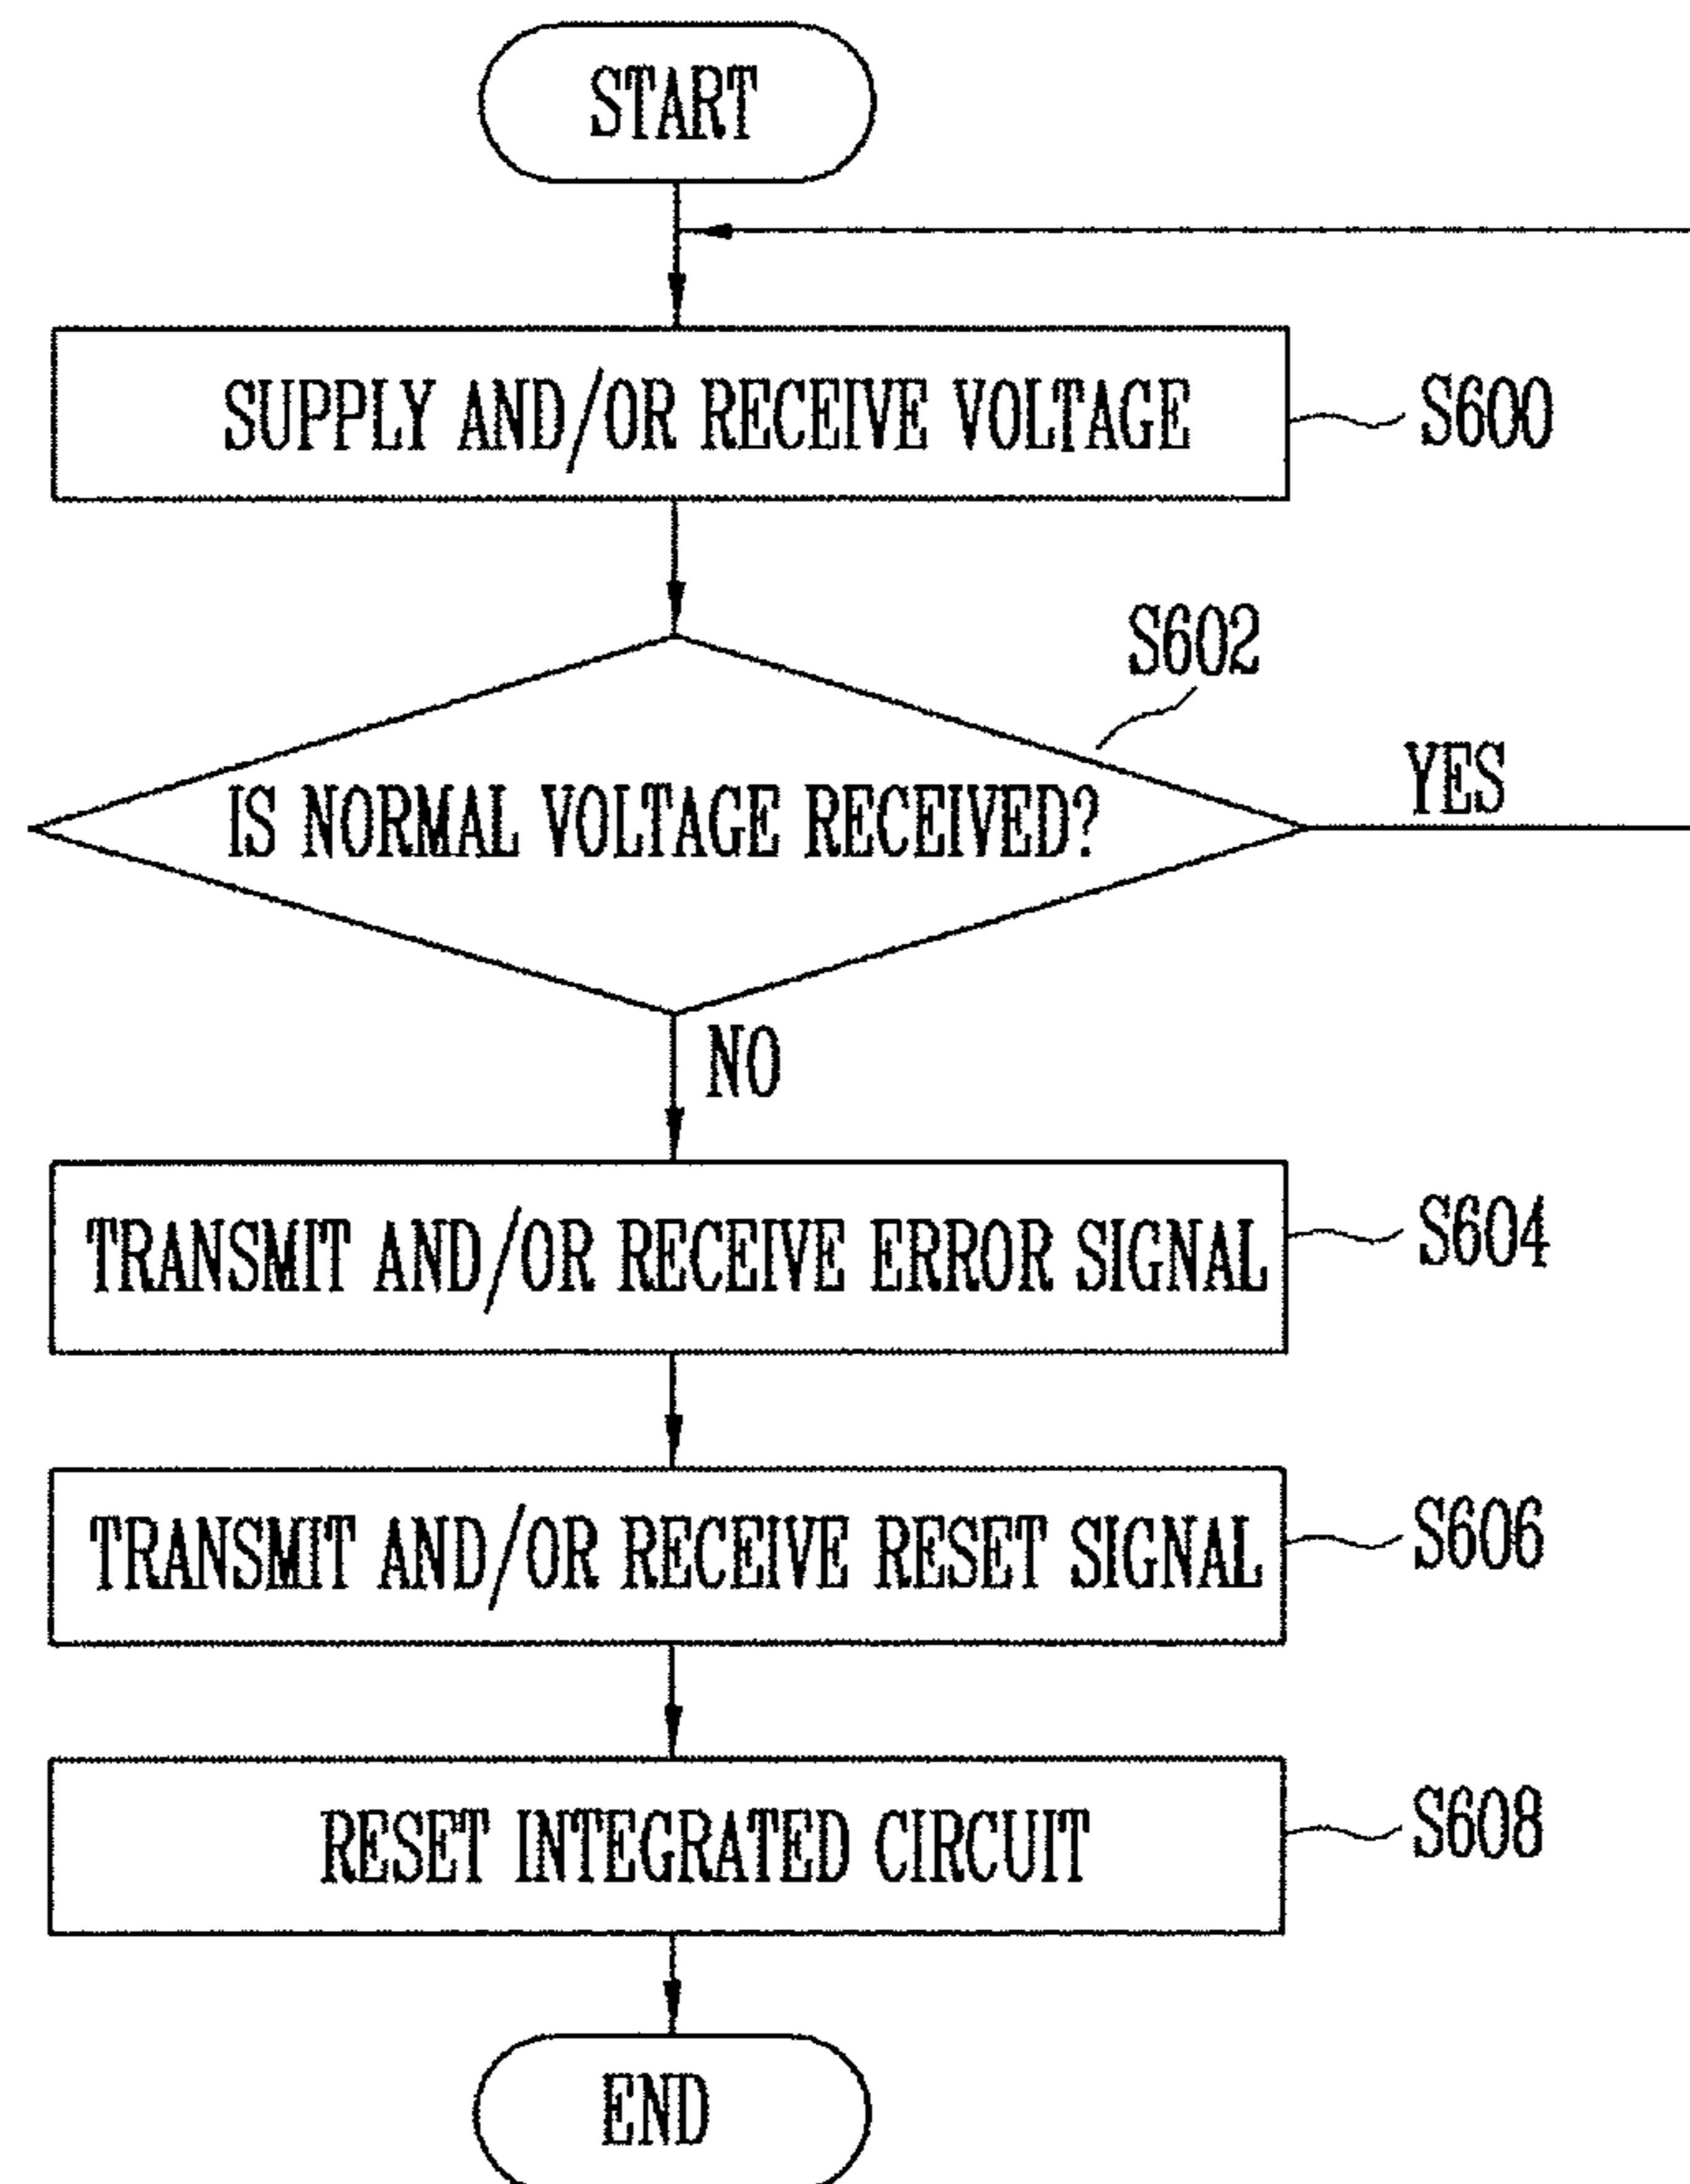 START
SUPPLY AND/OR RECEIVE VOLTAGE
S600
S602
IS NORMAL VOLTAGE RECEIVED?
YES
NO
TRANSMIT AND/OR RECEIVE ERROR SIGNAL
S604
TRANSMIT AND/OR RECEIVE RESET SIGNAL
S606
RESET INTEGRATED CIRCUIT
S608
END